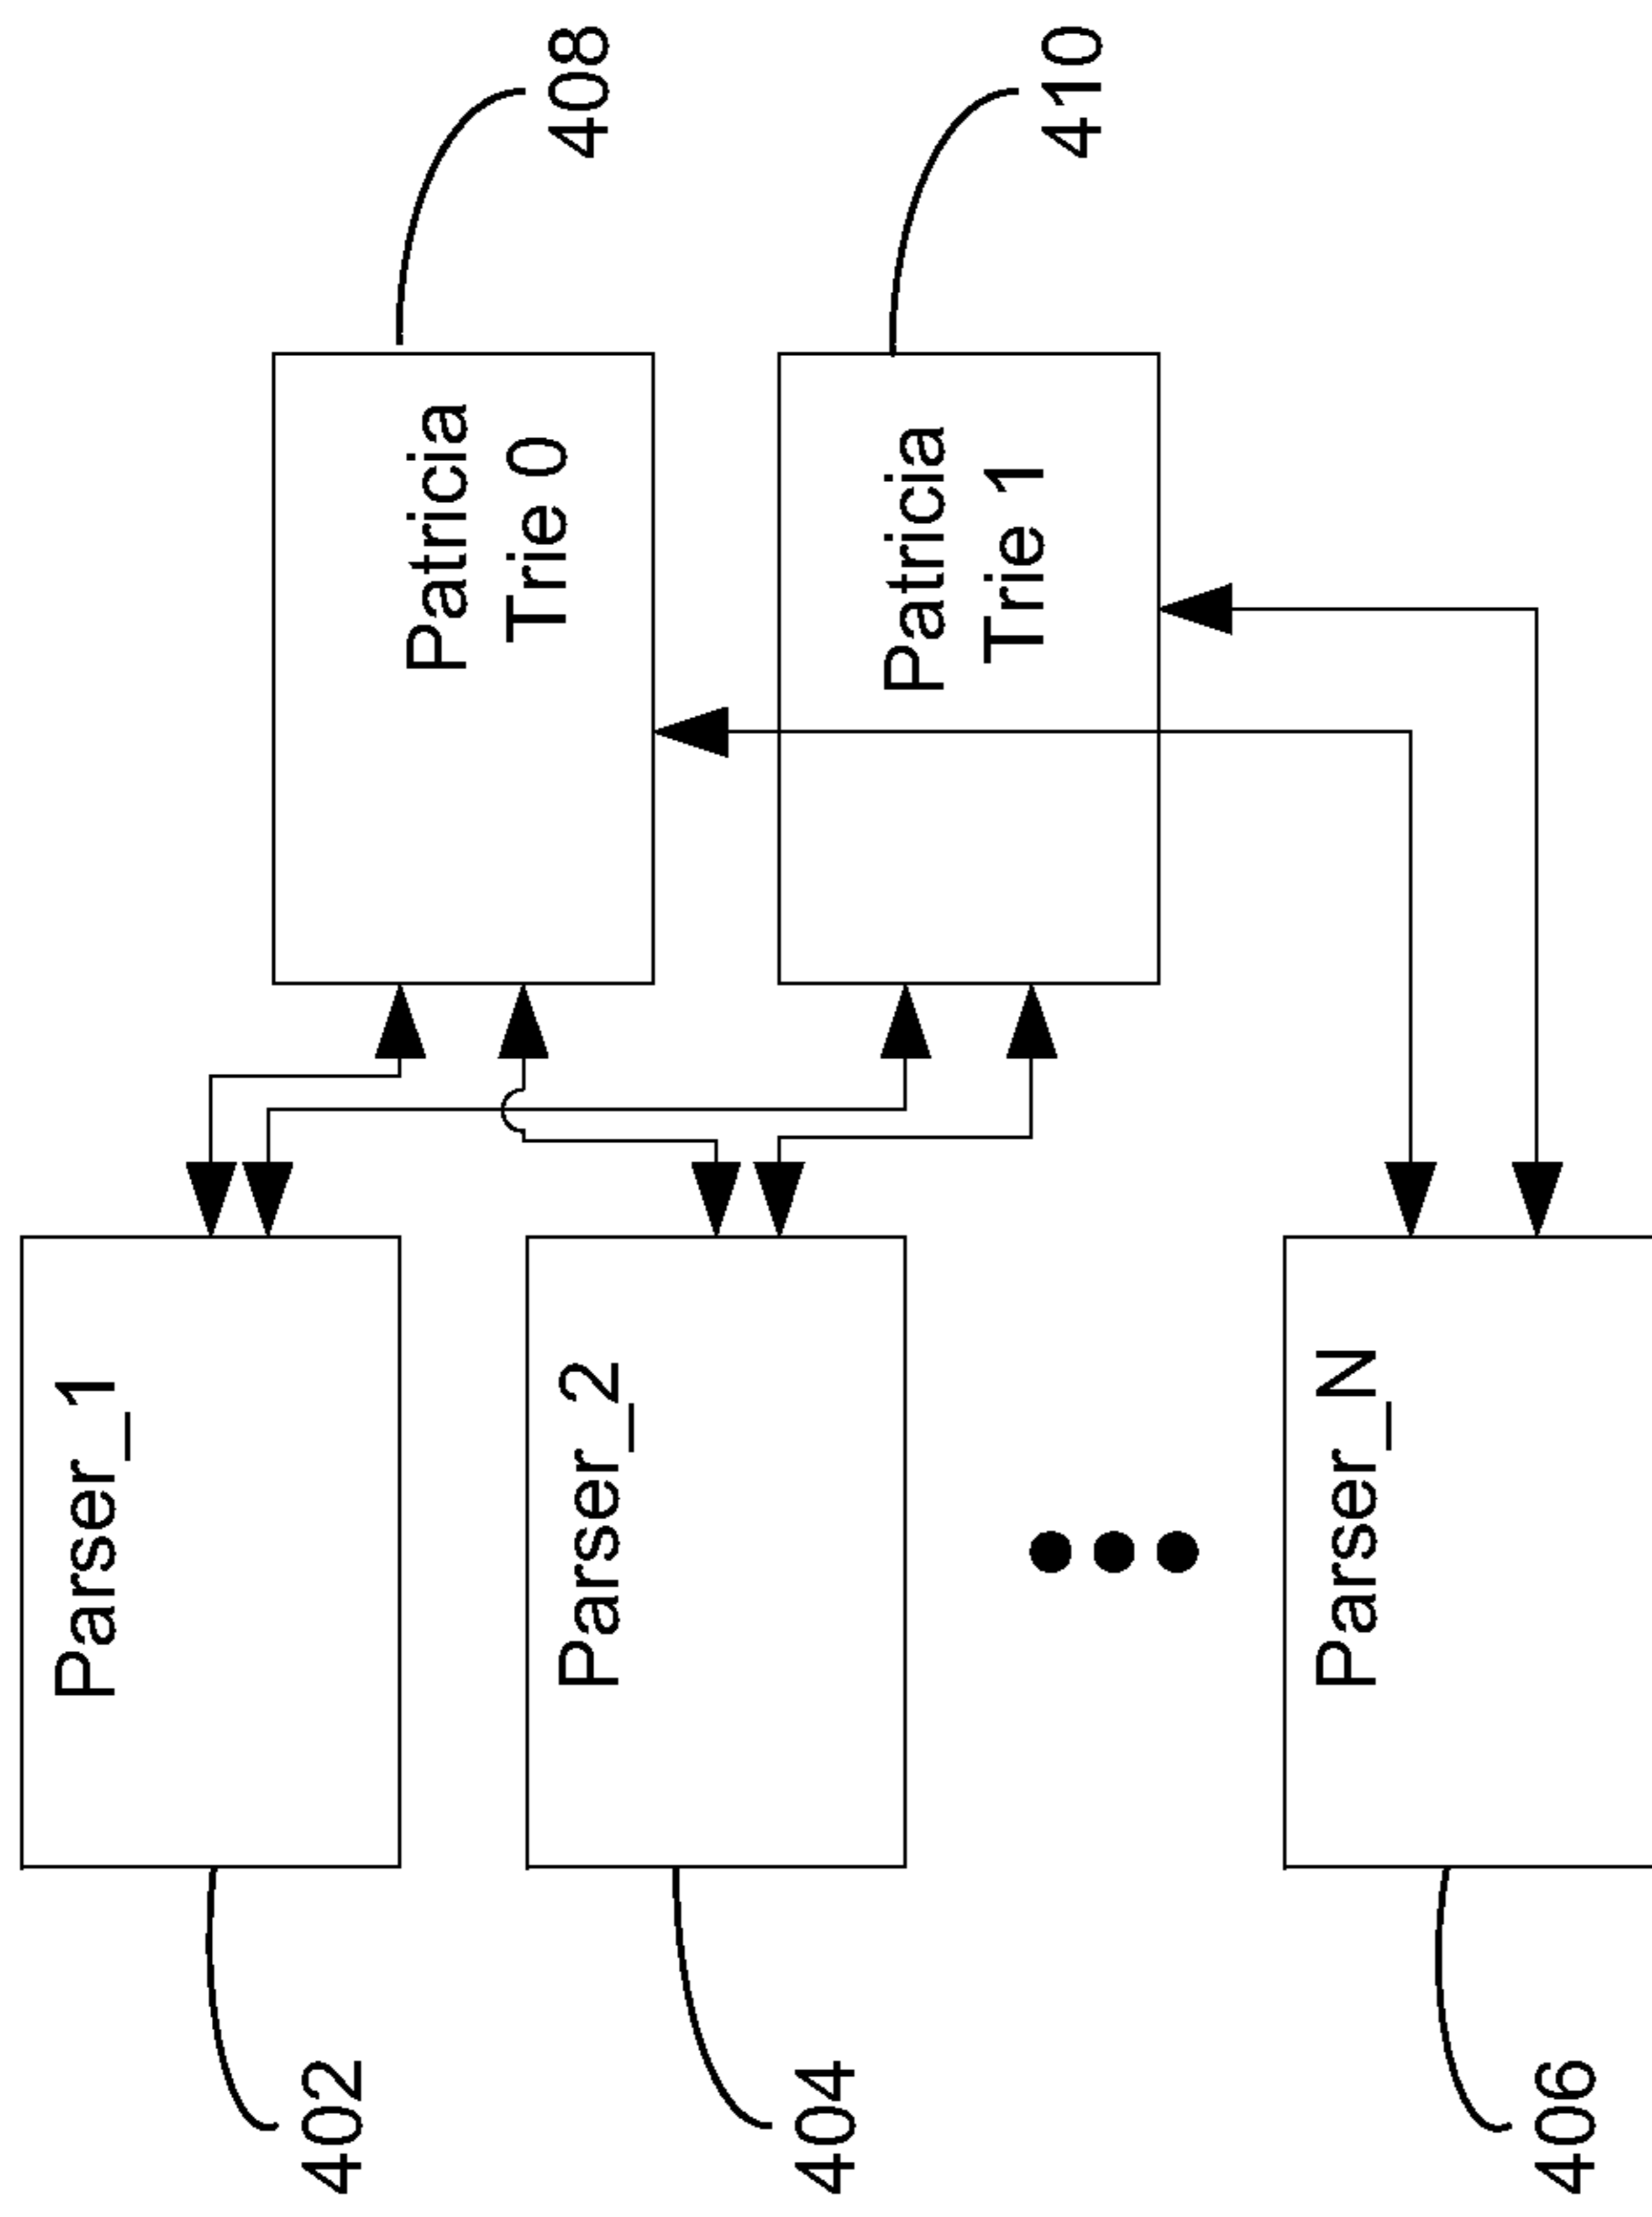 Parser_1
402
Patricia
Trie 0
408
Parser_2
404
Patricia
Trie 1
410
Parser_N
406